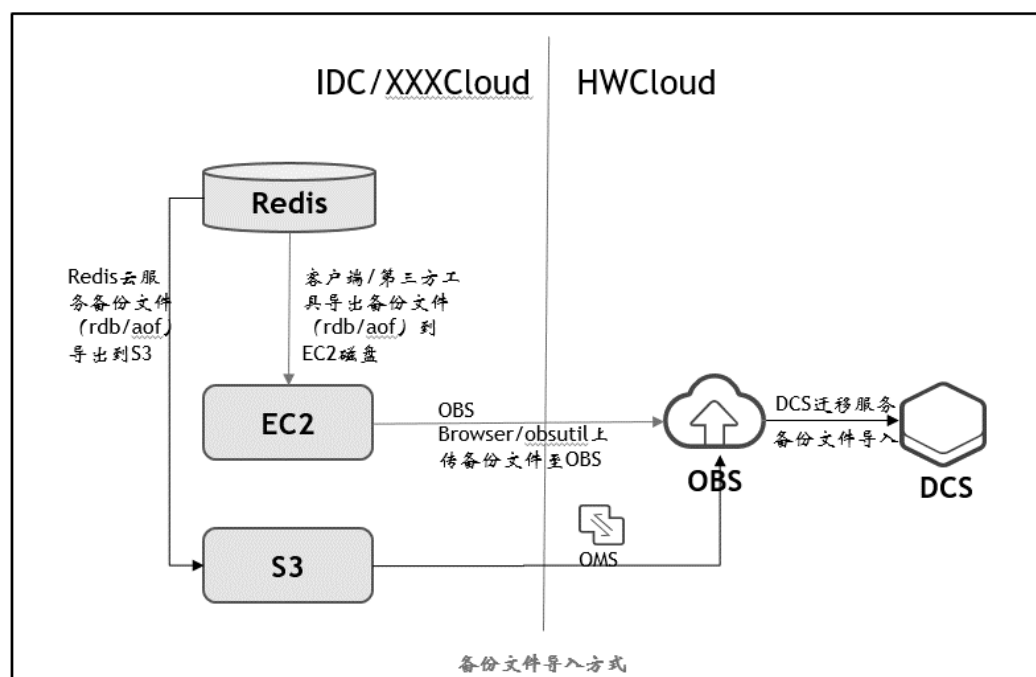 IDC/XXXCloud
HWCloud
Redis
Redis云服
务备份文件
（rdb/aof）
导出到S3
客户端/第三方工
具导出备份文件
（rdb/aof）到
EC2磁盘
EC2
OBS
Browser/obsutil上
传备份文件至OBS
OBS
DCS迁移服务
备份文件导入
DCS
S3
OMS
备份文件导入方式